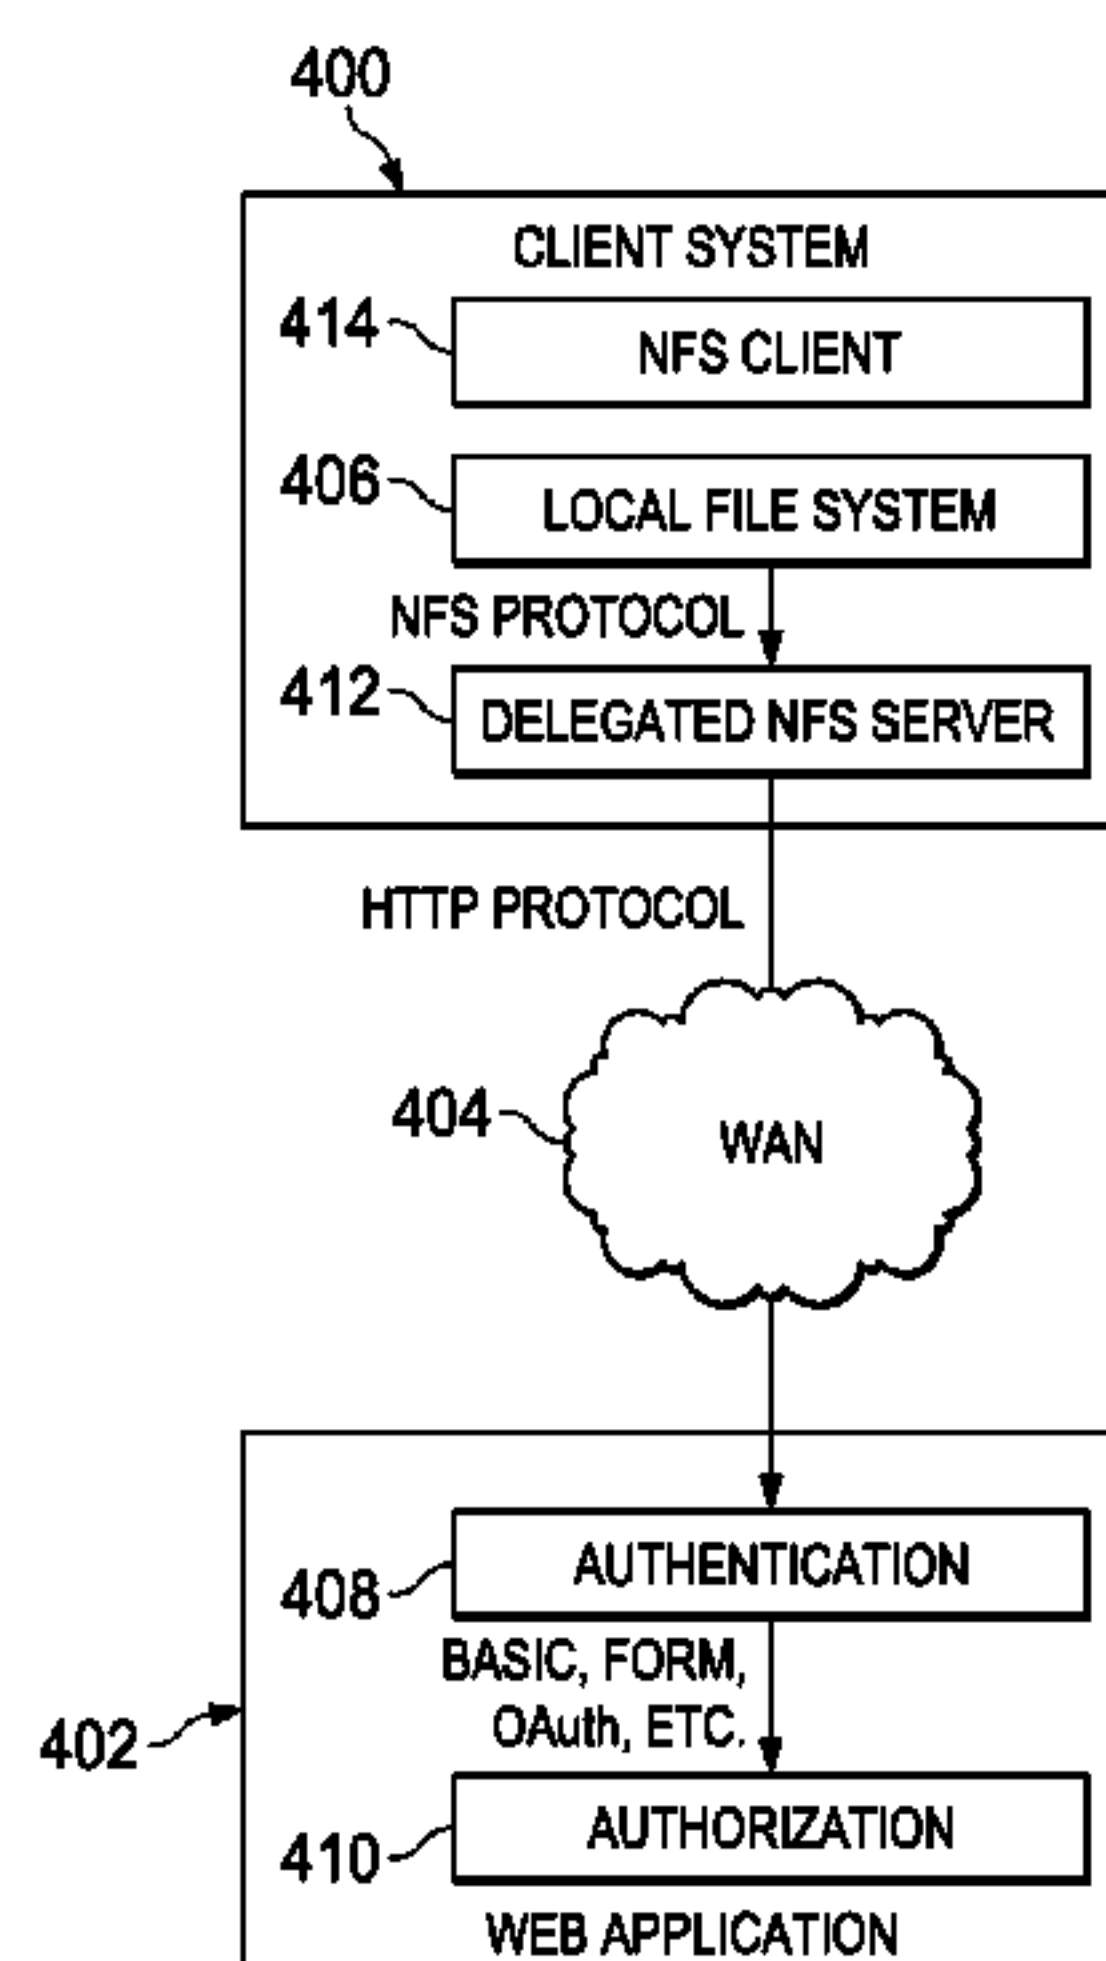 400
CLIENT SYSTEM
414
NFS CLIENT
406
LOCAL FILE SYSTEM
NFS PROTOCOL
412
DELEGATED NFS SERVER
HTTP PROTOCOL
404
WAN
AUTHENTICATION
408
BASIC, FORM,
OAuth, ETC.
402
AUTHORIZATION
410
WEB APPLICATION